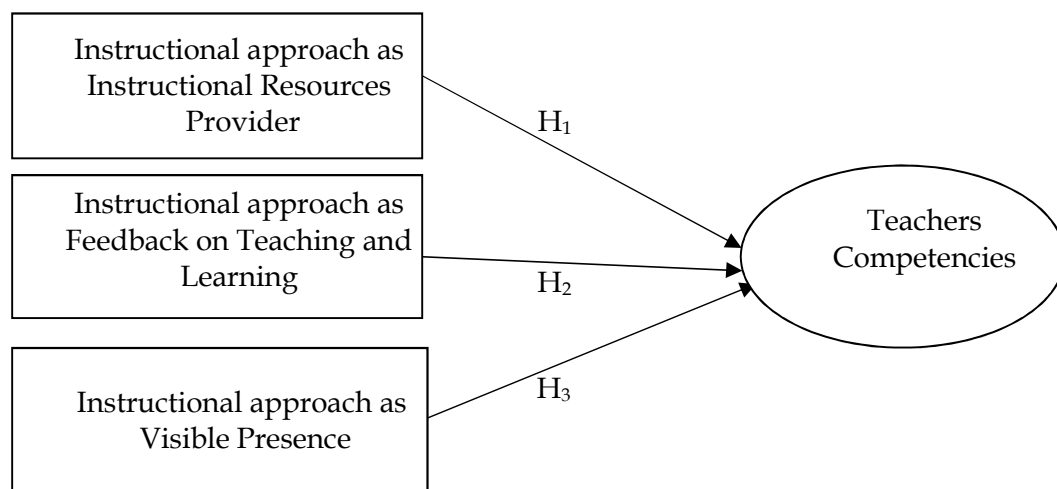 Instructional approach as
Instructional Resources
Provider
H₁
Instructional approach as
Feedback on Teaching and
Learning
H₂
Teachers
Competencies
Instructional approach as
Visible Presence
H₃